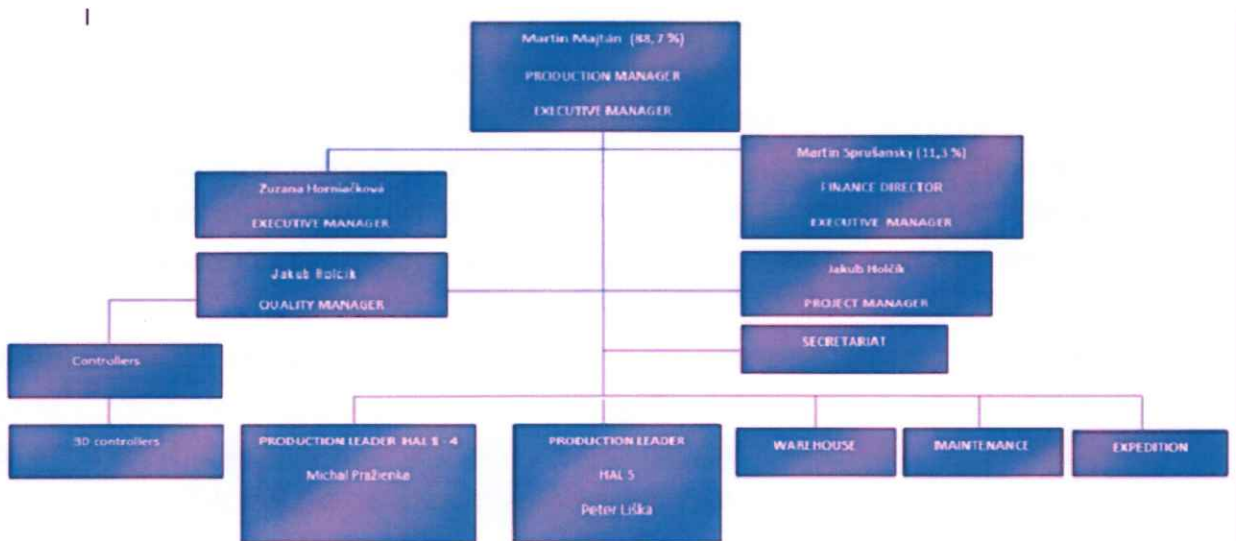 Martin Majtán (88,7 %)
PRODUCTION MANAGER
EXECUTIVE MANAGER
Martin Sprušansky (11,3 %)
FINANCE DIRECTOR
EXECUTIVE MANAGER
Zuzana Horniačková
EXECUTIVE MANAGER
Jakub Holčík
QUALITY MANAGER
Jakub Holčík
PROJECT MANAGER
SECRETARIAT
Controllers
3D controllers
PRODUCTION LEADER HAL - 4
Michal Pražienka
PRODUCTION LEADER
HAL 5
Peter Liška
WAREHOUSE
MAINTENANCE
EXPEDITION